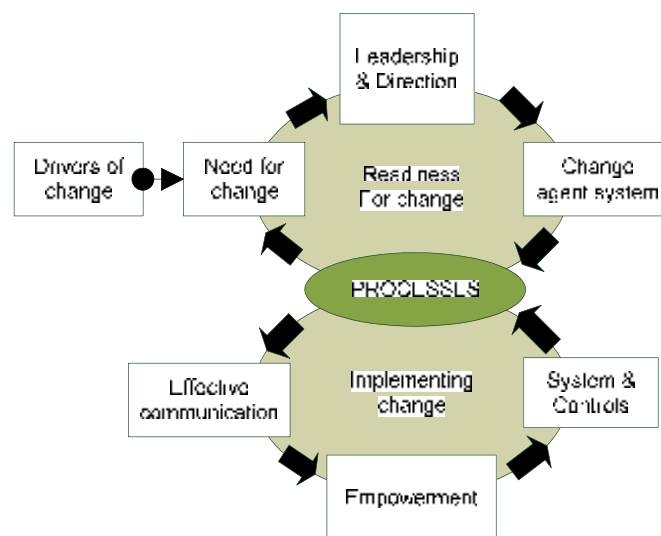 Leadership
& Direction
Drivers of
change
Need for
change
Readiness
For change
Change
agent system
PROCESSES
Effective
communication
Implementing
change
System &
Controls
Empowerment